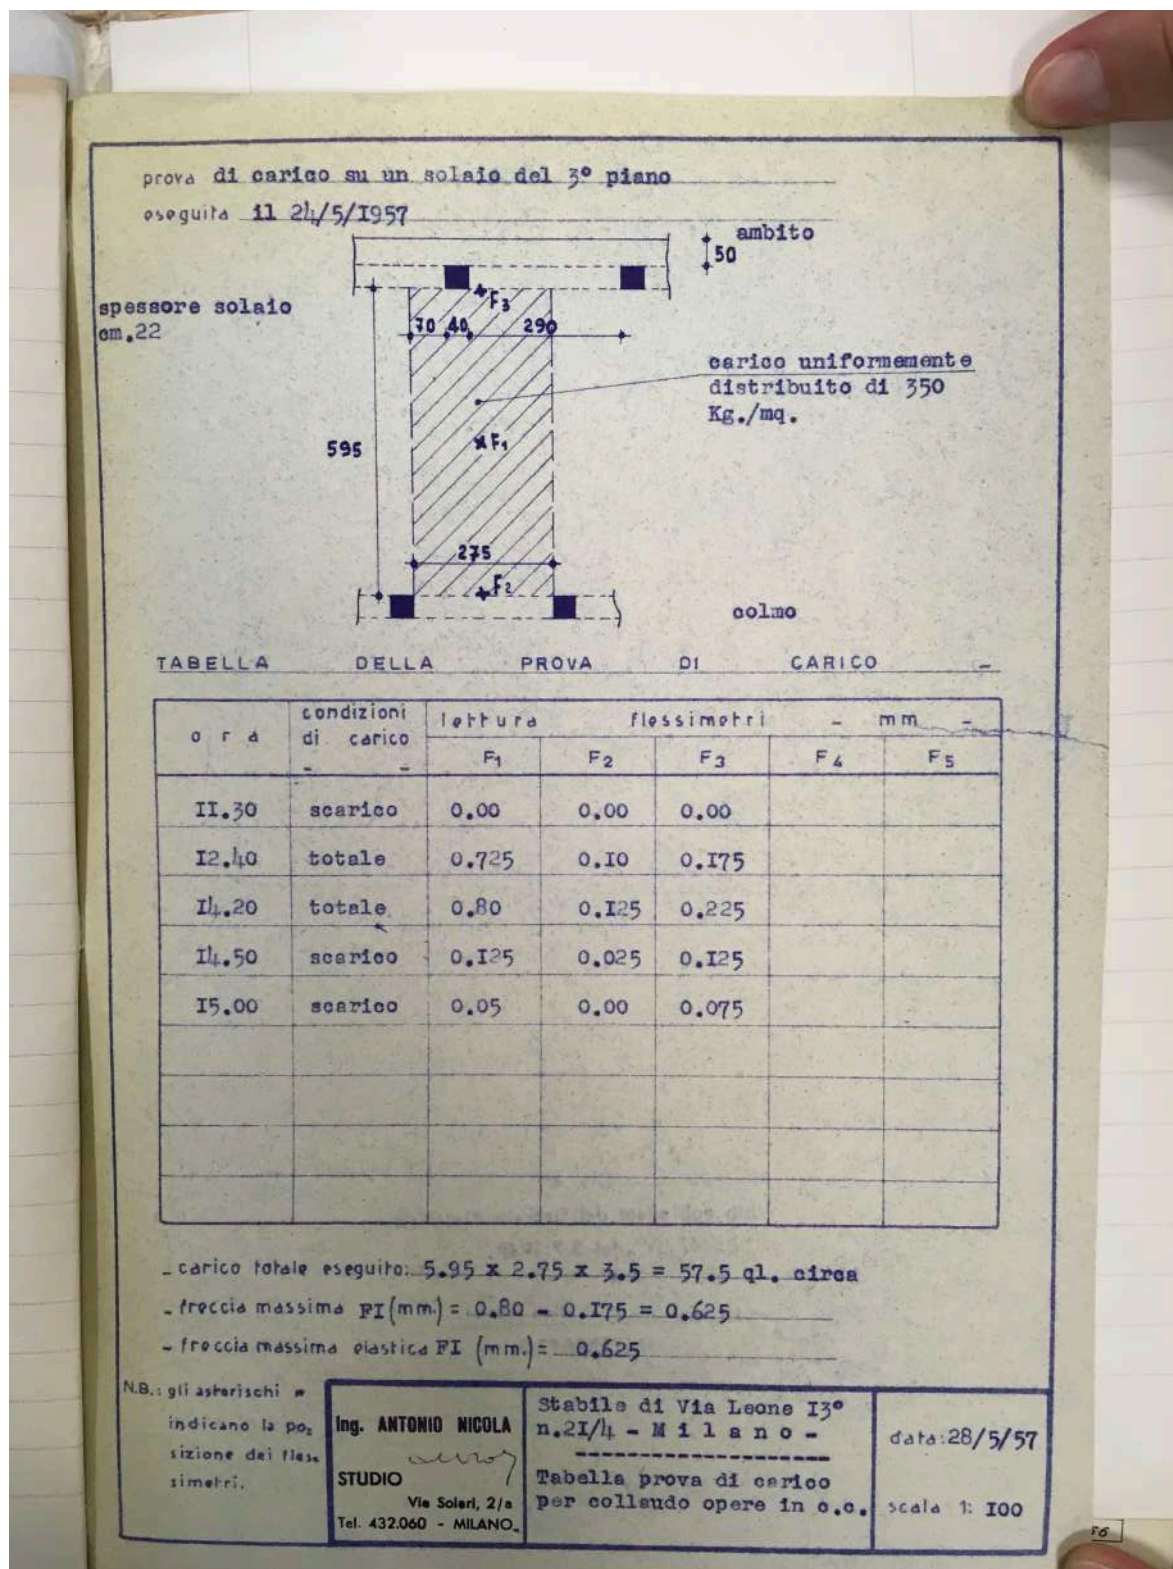 prova di carico su un solaio del 3º piano
eseguita il 24/5/I957
ambito
50
F3
spessore solaio
cm.22
70 40 290
carico uniformemente
distribuito di 350
Kg./mq.
595
F1
275
F2
colmo
TABELLA DELLA PROVA DI CARICO -
ora condizioni di carico - - lettura flessimetri - mm -
F1 F2 F3 F4 F5
II.30 scarico 0.00 0.00 0.00
I2.40 totale 0.725 0.I0 0.I75
I4.20 totale 0.80 0.I25 0.225
I4.50 scarico 0.I25 0.025 0.I25
I5.00 scarico 0.05 0.00 0.075
- carico totale eseguito: 5.95 x 2.75 x 3.5 = 57.5 ql. circa
- freccia massima FI (mm.) = 0.80 - 0.I75 = 0.625
- freccia massima elastica FI (mm.) = 0.625
N.B.: gli asterischi *
indicano la po=
sizione dei fles=
simetri.
Ing. ANTONIO NICOLA
STUDIO
Via Solari, 2/a
Tel. 432.060 - MILANO
Stabile di Via Leone I3º
n.2I/4 - M i l a n o -
--------------------
Tabella prova di carico
per collaudo opere in c.c.
data: 28/5/57
scala 1: I00